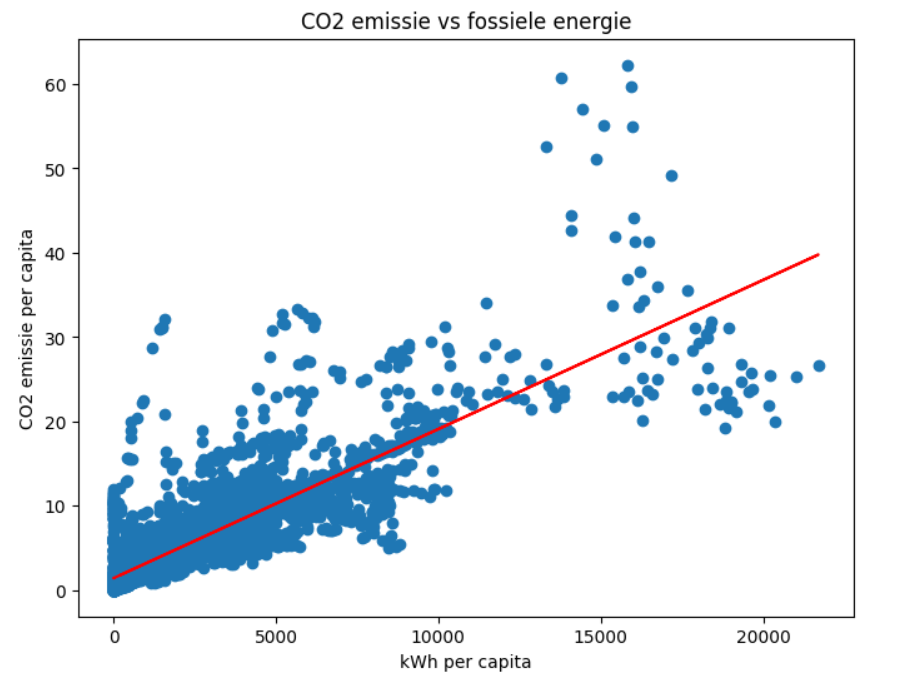 CO2 emissie vs fossiele energie
CO2 emissie per capita
60
50
40
30
20
10
0
0 5000 10000 15000 20000
kWh per capita